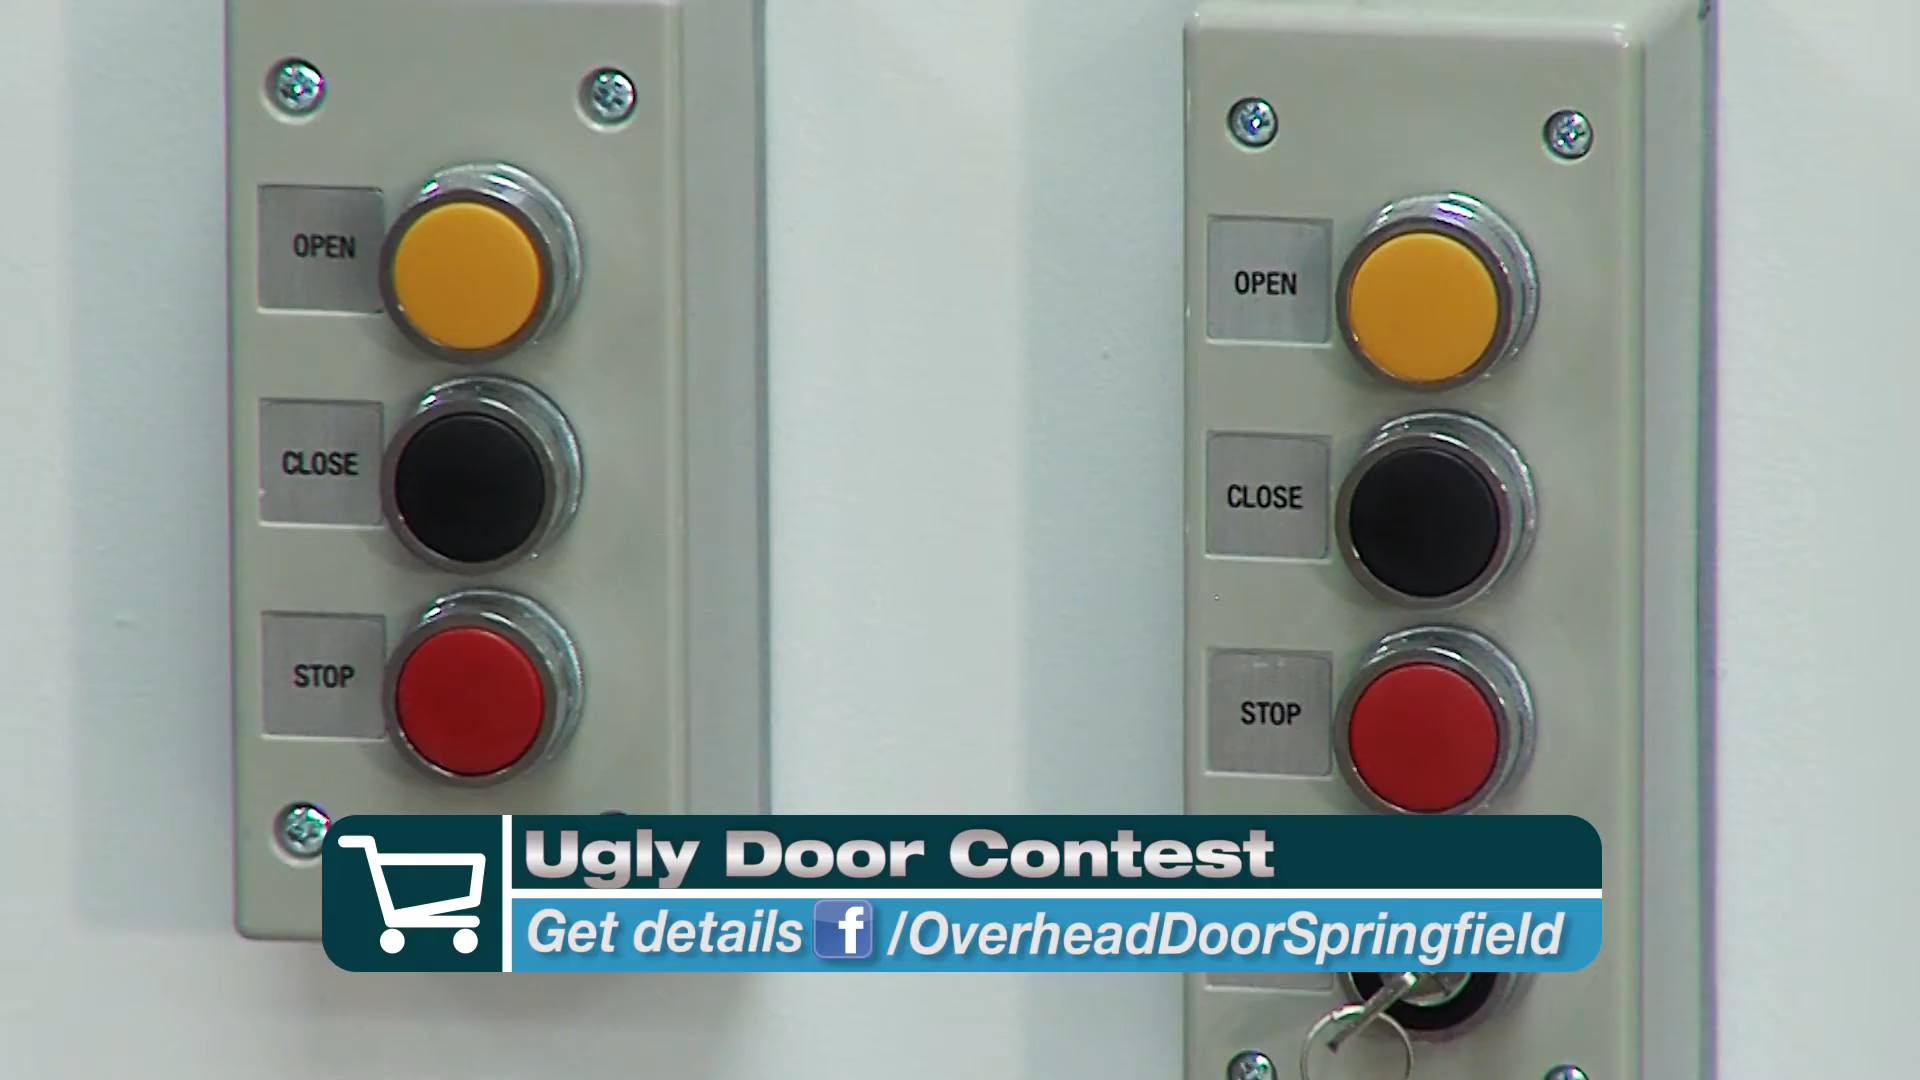 OPEN
CLOSE
STOP
OPEN
CLOSE
STOP
Ugly Door Contest
Get details f /OverheadDoorSpringfield